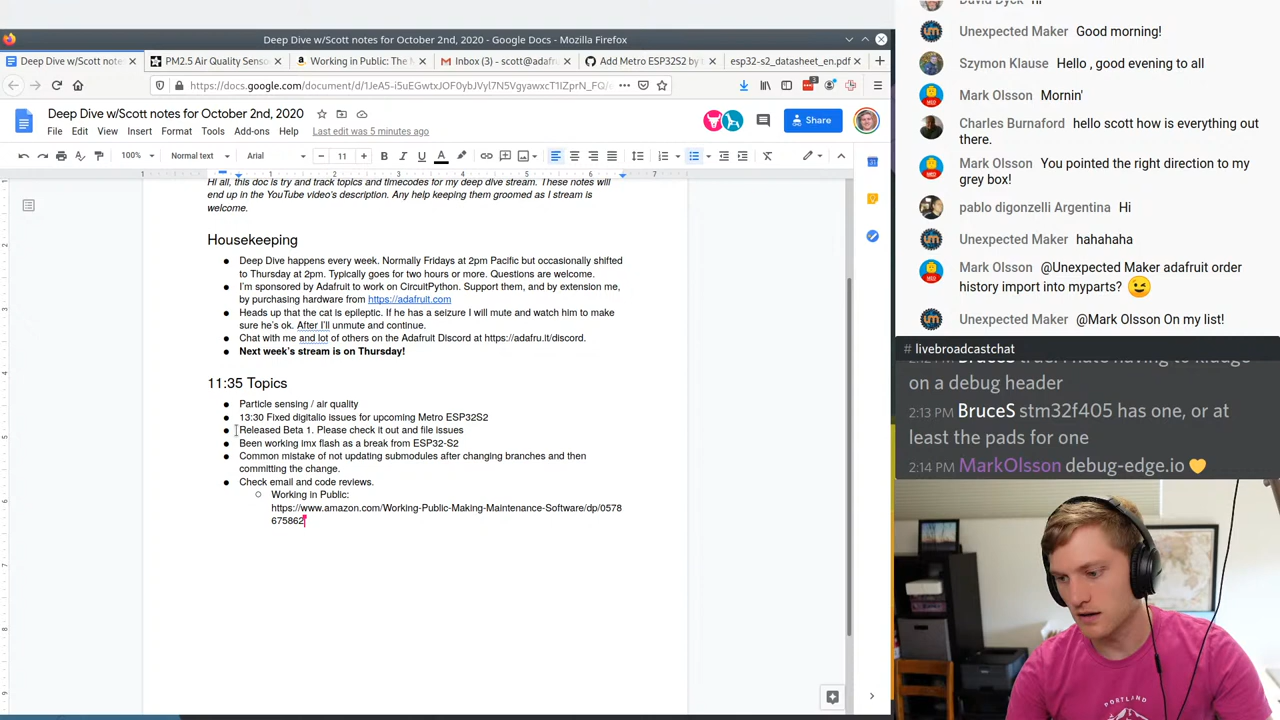 Deep Dive w/Scott notes for October 2nd, 2020 - Google Docs - Mozilla Firefox
Deep Dive w/Scott notes
PM2.5 Air Quality Senso
Working in Public: The M
Inbox (3) - scott@adafru
Add Metro ESP32S2 by t
esp32-s2_datasheet_en.pdf
https://docs.google.com/document/d/1JeA5-iSuEGwtxJOF0ybJVyl7N5VgyawxcT1IZprN_FQ/e
Deep Dive w/Scott notes for October 2nd, 2020
File Edit View Insert Format Tools Add-ons Help Last edit was 5 minutes ago
Share
100% Normal text Arial 11
Hi all, this doc is try and track topics and timecodes for my deep dive stream. These notes will
end up in the YouTube video's description. Any help keeping them groomed as I stream is
welcome.
Housekeeping
Deep Dive happens every week. Normally Fridays at 2pm Pacific but occasionally shifted
to Thursday at 2pm. Typically goes for two hours or more. Questions are welcome.
I'm sponsored by Adafruit to work on CircuitPython. Support them, and by extension me,
by purchasing hardware from https://adafruit.com
Heads up that the cat is epileptic. If he has a seizure I will mute and watch him to make
sure he's ok. After I'll unmute and continue.
Chat with me and lot of others on the Adafruit Discord at https://adafru.it/discord.
Next week's stream is on Thursday!
11:35 Topics
Particle sensing / air quality
13:30 Fixed digitalio issues for upcoming Metro ESP32S2
Released Beta 1. Please check it out and file issues
Been working imx flash as a break from ESP32-S2
Common mistake of not updating submodules after changing branches and then
committing the change.
Check email and code reviews.
Working in Public:
https://www.amazon.com/Working-Public-Making-Maintenance-Software/dp/0578
675862
Unexpected Maker Good morning!
Szymon Klause Hello , good evening to all
Mark Olsson Mornin'
Charles Burnaford hello scott how is everything out
there.
Mark Olsson You pointed the right direction to my
grey box!
pablo digonzelli Argentina Hi
Unexpected Maker hahahaha
Mark Olsson @Unexpected Maker adafruit order
history import into myparts? 😉
Unexpected Maker @Mark Olsson On my list!
# livebroadcastchat
on a debug header
2:13 PM BruceS stm32f405 has one, or at
least the pads for one
2:14 PM MarkOlsson debug-edge.io 💛
PORTLAND